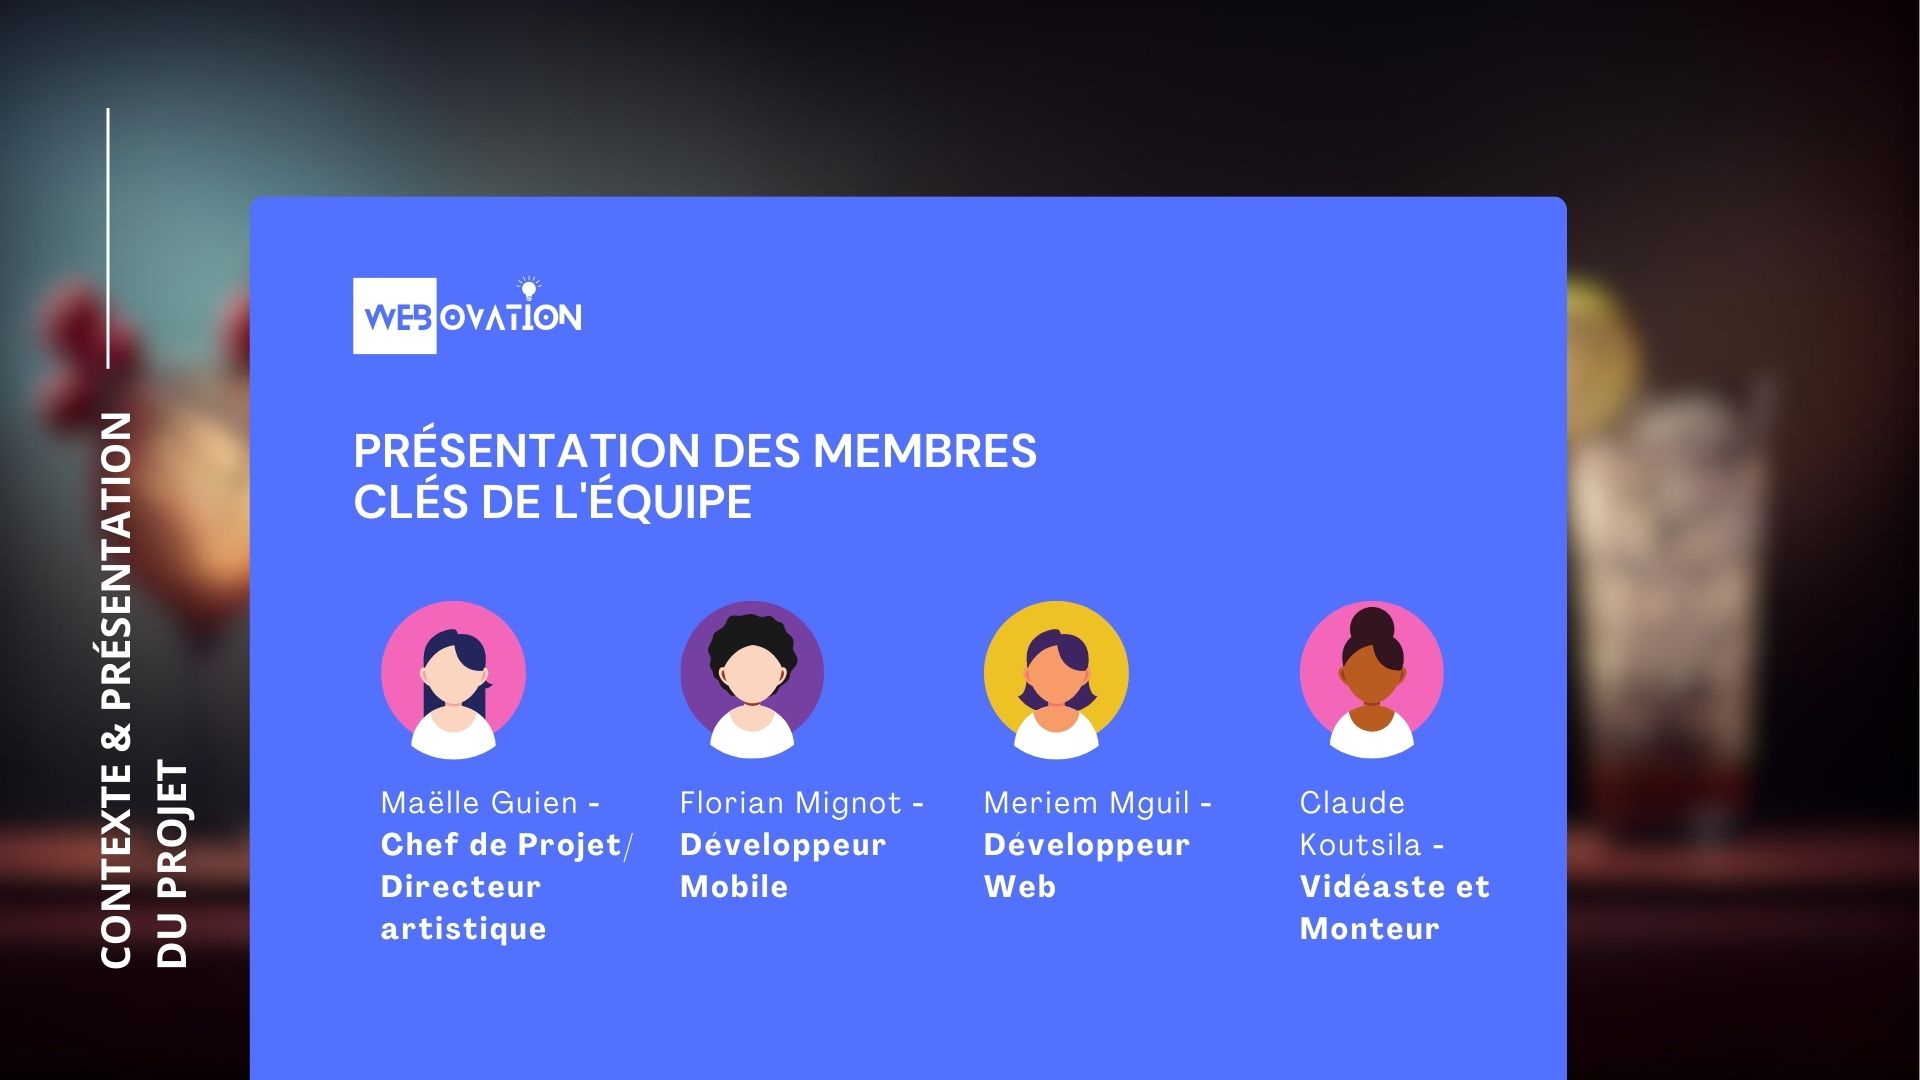 CONTEXTE & PRÉSENTATION
DU PROJET
WEBOVATION
PRÉSENTATION DES MEMBRES
CLÉS DE L'ÉQUIPE
Maëlle Guien -
Chef de Projet/
Directeur
artistique
Florian Mignot -
Développeur
Mobile
Meriem Mguil -
Développeur
Web
Claude
Koutsila -
Vidéaste et
Monteur